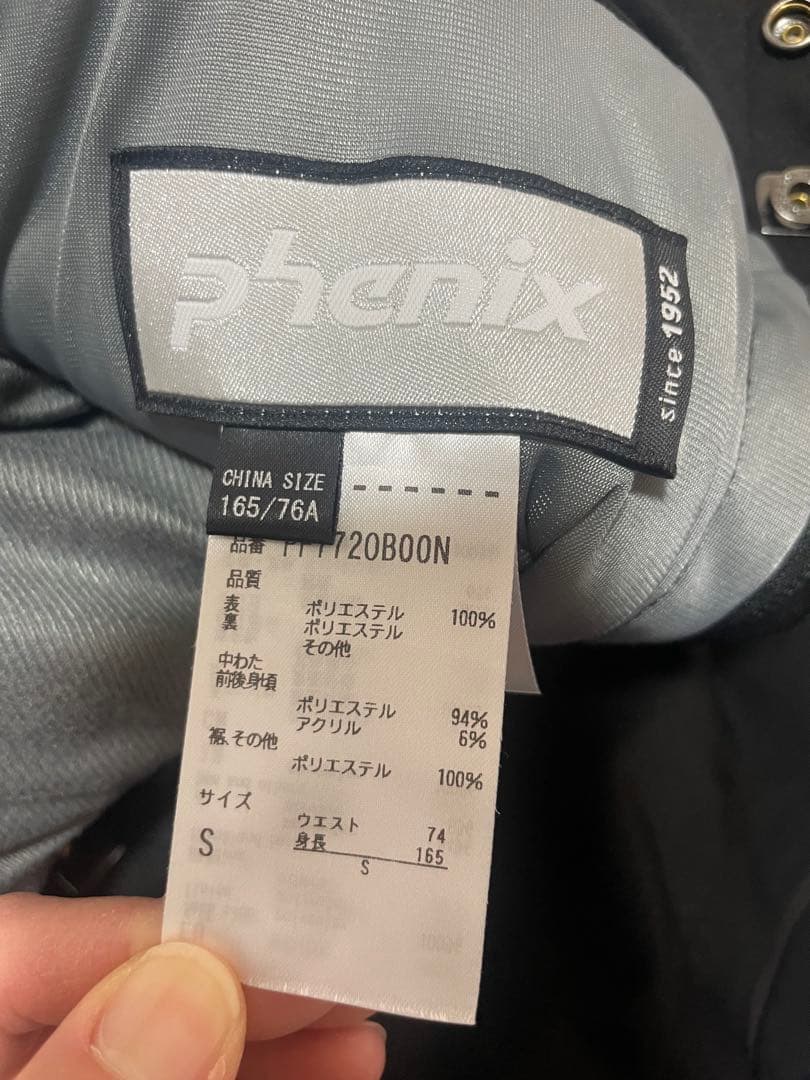 phenix
since 1952
CHINA SIZE
165/76A
品番
720B00N
品質
表 ポリエステル 100%
裏 ポリエステル
その他
中わた
前後身頃
ポリエステル 94%
アクリル 6%
裾、その他
ポリエステル 100%
サイズ
S
ウエスト 74
身長 165
S